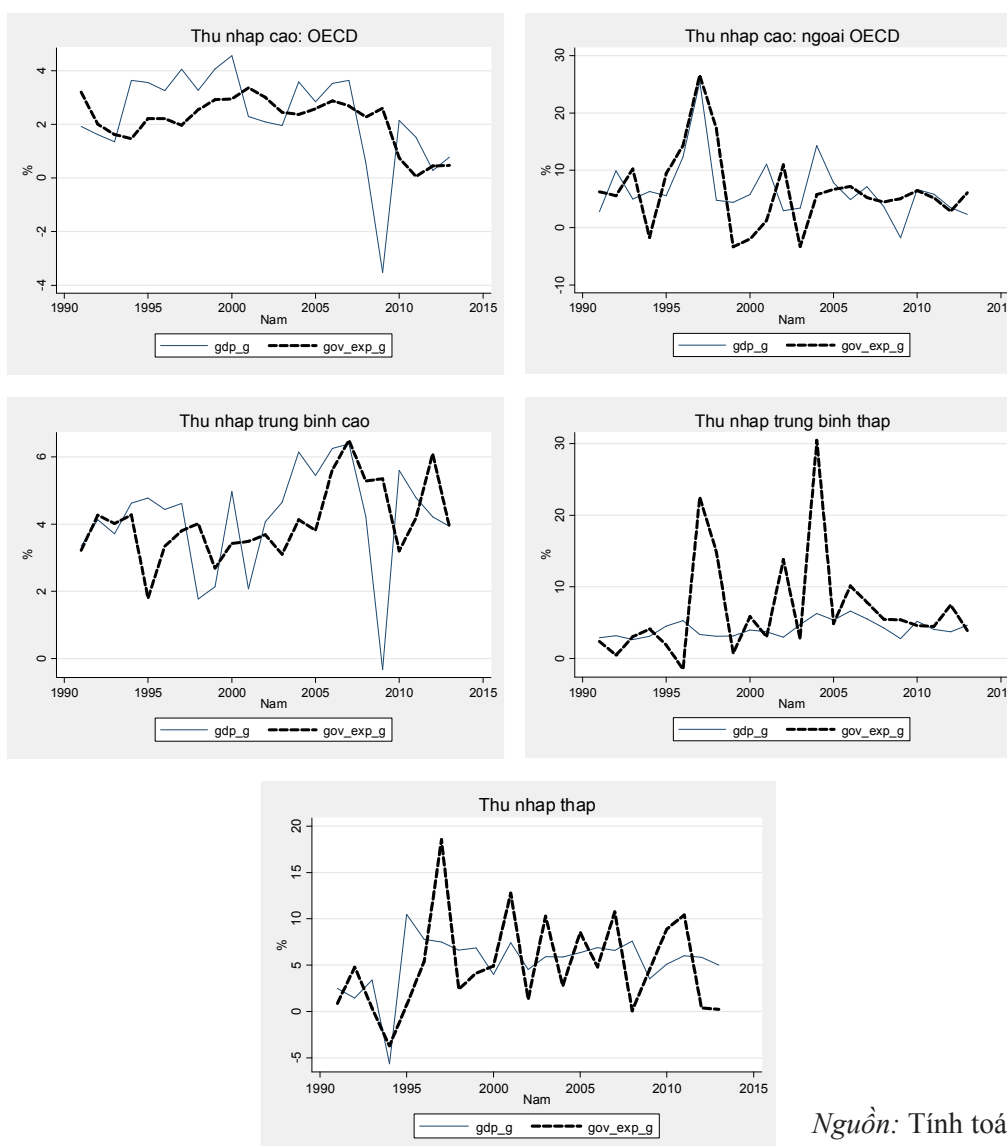 Thu nhap cao: OECD
4
2
0
-2
-4
%
1990 1995 2000 2005 2010 2015
Nam
gdp_g gov_exp_g
Thu nhap cao: ngoai OECD
30
20
10
0
-10
%
1990 1995 2000 2005 2010 201
Nam
gdp_g gov_exp_g
Thu nhap trung binh cao
6
4
2
0
%
1990 1995 2000 2005 2010 2015
Nam
gdp_g gov_exp_g
Thu nhap trung binh thap
30
20
10
0
%
1990 1995 2000 2005 2010 201
Nam
gdp_g gov_exp_g
Thu nhap thap
20
15
10
5
0
-5
%
1990 1995 2000 2005 2010 2015
Nam
gdp_g gov_exp_g
Nguồn: Tính toá